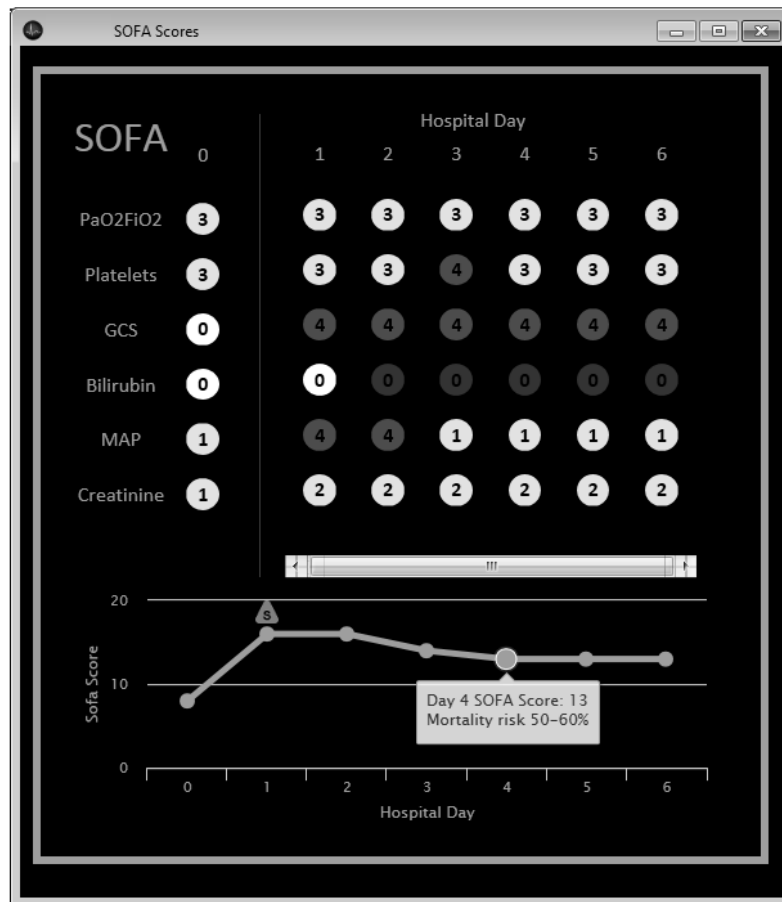 SOFA Scores
Hospital Day
SOFA 0 1 2 3 4 5 6
PaO2FiO2 3 3 3 3 3 3 3
Platelets 3 3 3 4 3 3 3
GCS 0 4 4 4 4 4 4
Bilirubin 0 0 0 0 0 0 0
MAP 1 4 4 1 1 1 1
Creatinine 1 2 2 2 2 2 2
20
S
10
Sofa Score
Day 4 SOFA Score: 13
Mortality risk 50-60%
0
0 1 2 3 4 5 6
Hospital Day